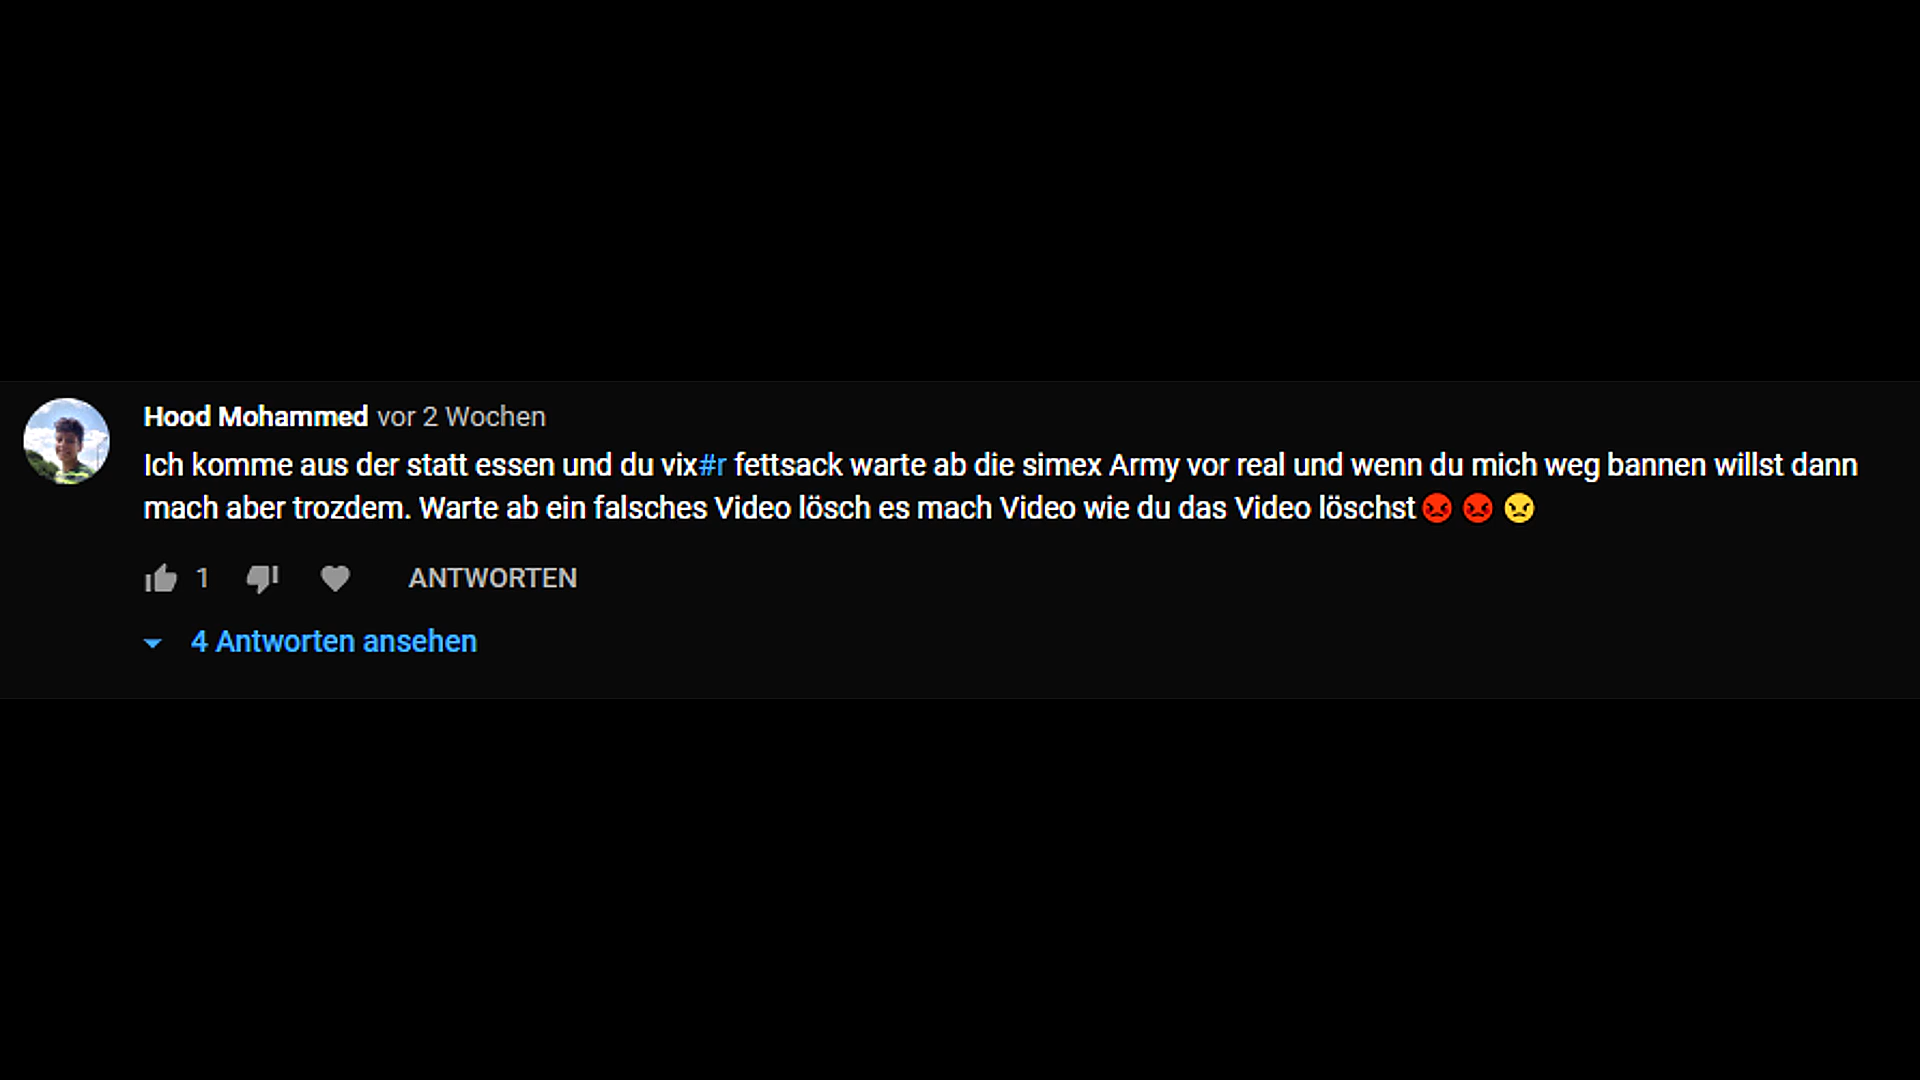 Hood Mohammed vor 2 Wochen
Ich komme aus der statt essen und du vix#r fettsack warte ab die simex Army vor real und wenn du mich weg bannen willst dann
mach aber trozdem. Warte ab ein falsches Video lösch es mach Video wie du das Video löschst😡 😡 😠
1 ANTWORTEN
4 Antworten ansehen